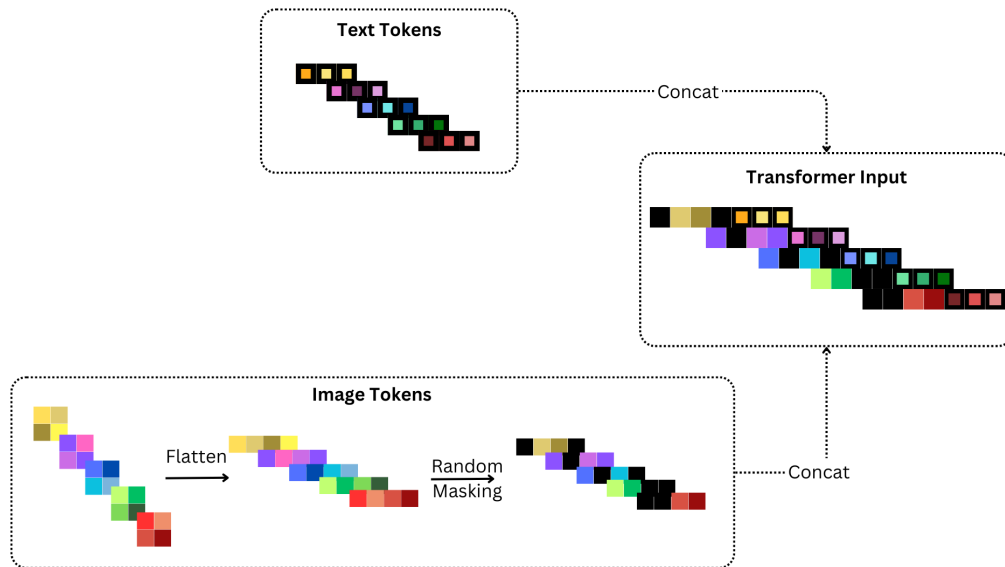 Text Tokens
Concat
Transformer Input
Image Tokens
Flatten
Random
Masking
Concat